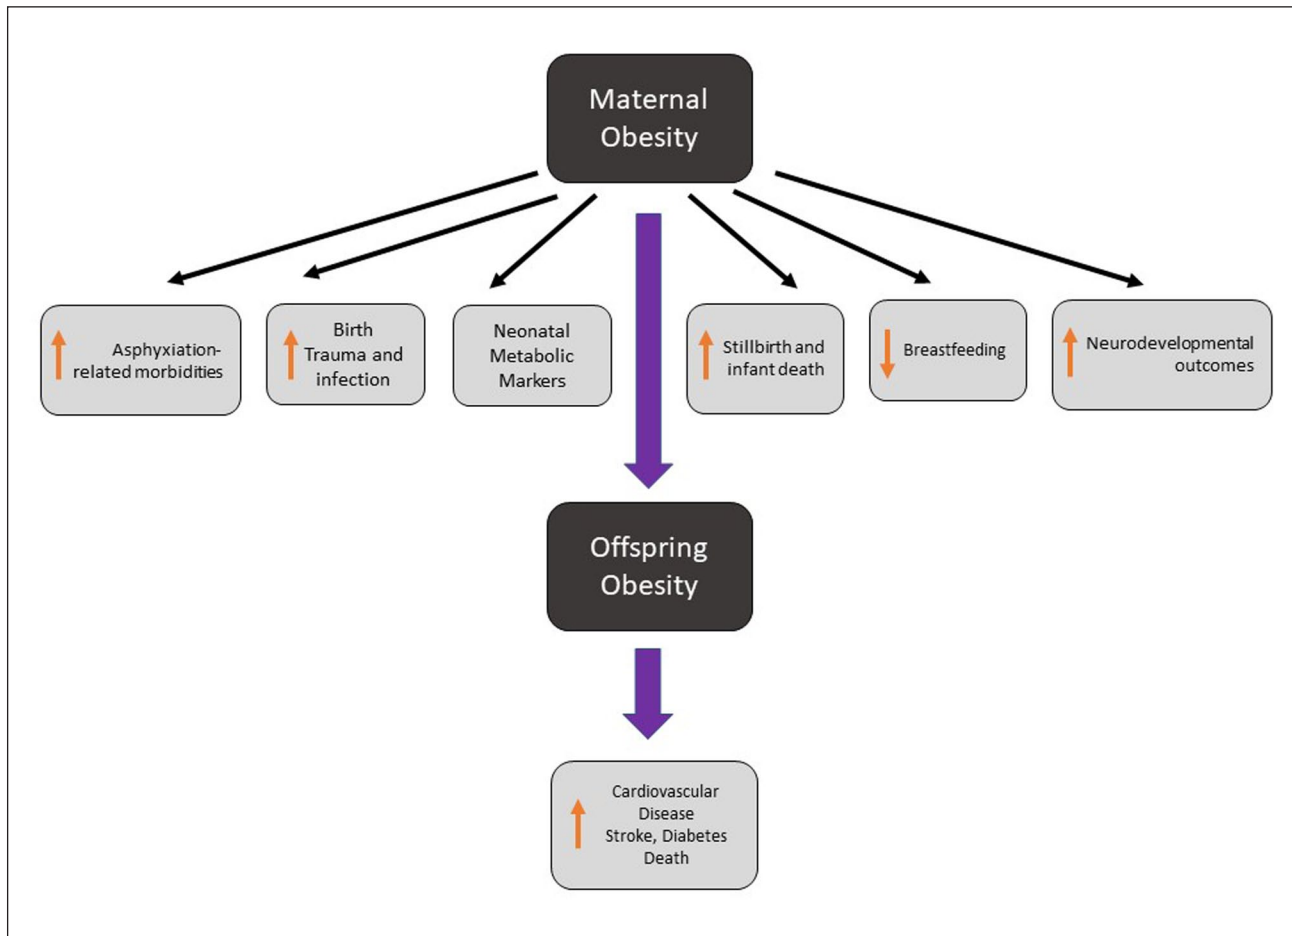 Maternal
Obesity
Asphyxiation-
related morbidities
Birth
Trauma and
infection
Neonatal
Metabolic
Markers
Stillbirth and
infant death
Breastfeeding
Neurodevelopmental
outcomes
Offspring
Obesity
Cardiovascular
Disease
Stroke, Diabetes
Death